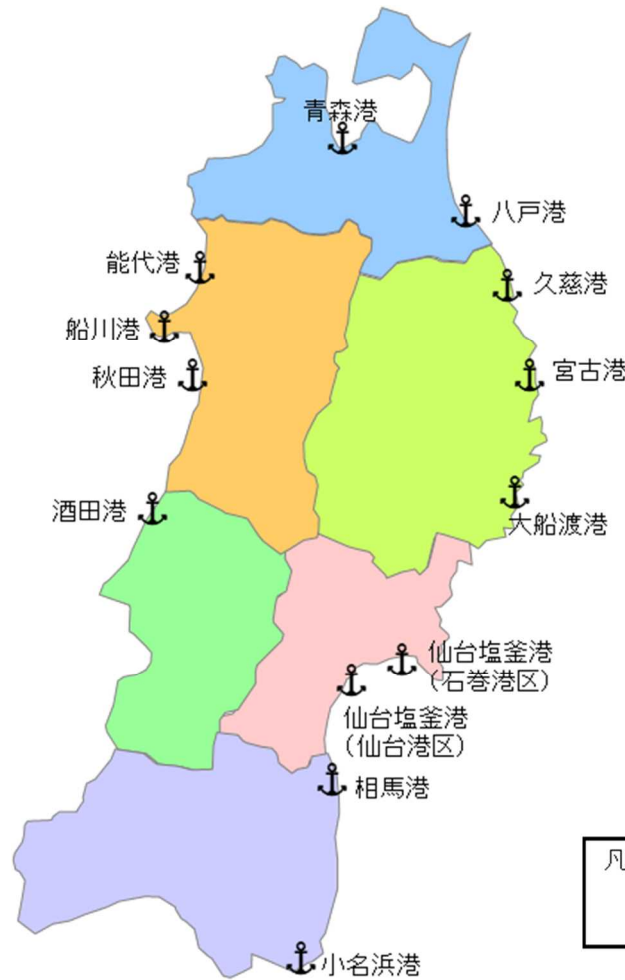 青森港
八戸港
能代港
久慈港
船川港
秋田港
宮古港
酒田港
大船渡港
仙台塩釜港
（石巻港区）
仙台塩釜港
（仙台港区）
相馬港
凡
小名浜港